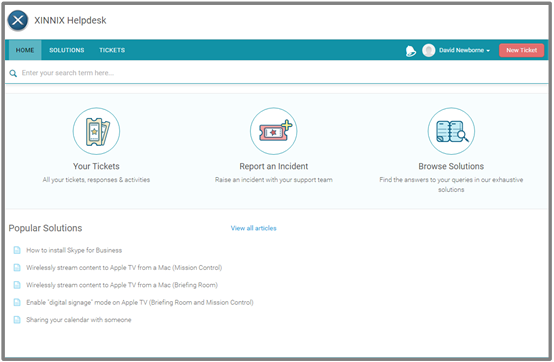 XINNIX Helpdesk
HOME SOLUTIONS TICKETS David Newborne New Ticket
Enter your search term here...
Your Tickets Report an Incident Browse Solutions
All your tickets, responses & activities Raise an incident with your support team Find the answers to your queries in our exhaustive
solutions
Popular Solutions View all articles
How to install Skype for Business
Wirelessly stream content to Apple TV from a Mac (Mission Control)
Wirelessly stream content to Apple TV from a Mac (Briefing Room)
Enable "digital signage" mode on Apple TV (Briefing Room and Mission Control)
Sharing your calendar with someone